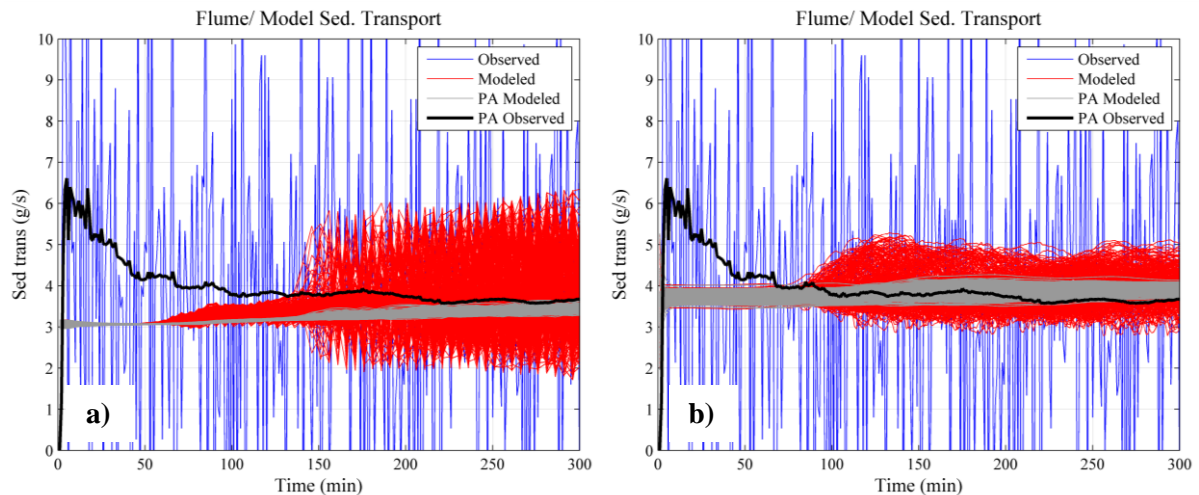 Flume/ Model Sed. Transport
10
9
8
7
6
5
4
3
2
1
0
Sed trans (g/s)
Observed
Modeled
PA Modeled
PA Observed
a)
0 50 100 150 200 250 300
Time (min)
Flume/ Model Sed. Transport
10
9
8
7
6
5
4
3
2
1
0
Sed trans (g/s)
Observed
Modeled
PA Modeled
PA Observed
b)
0 50 100 150 200 250 300
Time (min)